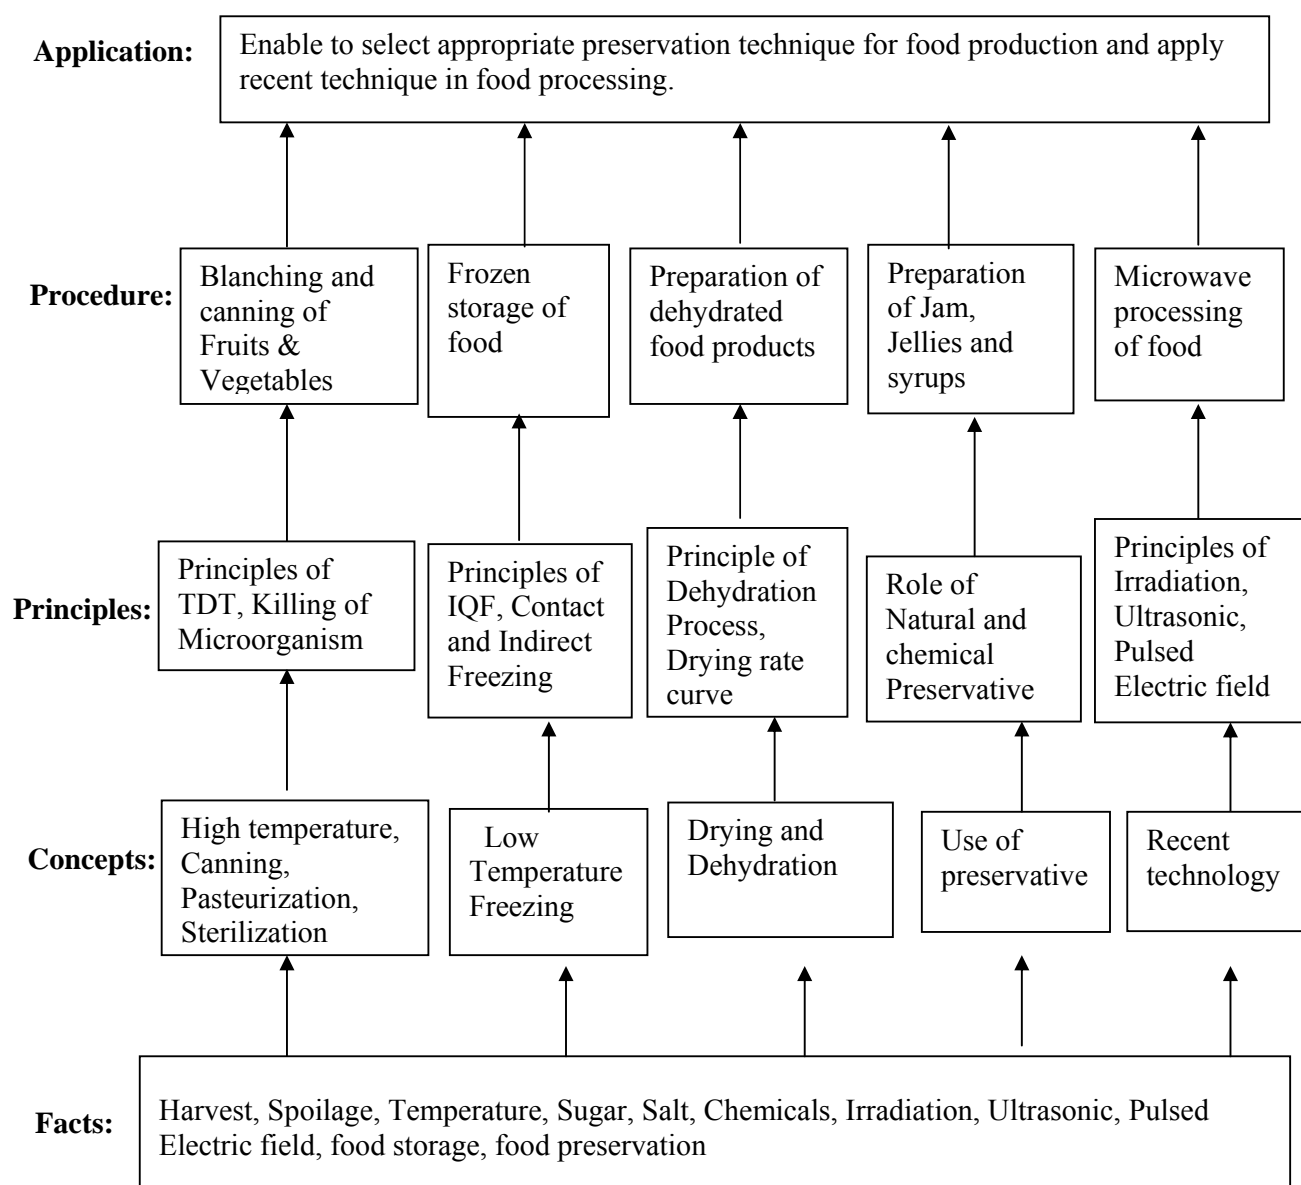 Application:
Enable to select appropriate preservation technique for food production and apply
recent technique in food processing.
Procedure:
Blanching and
canning of
Fruits &
Vegetables
Frozen
storage of
food
Preparation of
dehydrated
food products
Preparation
of Jam,
Jellies and
syrups
Microwave
processing
of food
Principles:
Principles of
TDT, Killing of
Microorganism
Principles of
IQF, Contact
and Indirect
Freezing
Principle of
Dehydration
Process,
Drying rate
curve
Role of
Natural and
chemical
Preservative
Principles of
Irradiation,
Ultrasonic,
Pulsed
Electric field
Concepts:
High temperature,
Canning,
Pasteurization,
Sterilization
Low
Temperature
Freezing
Drying and
Dehydration
Use of
preservative
Recent
technology
Facts:
Harvest, Spoilage, Temperature, Sugar, Salt, Chemicals, Irradiation, Ultrasonic, Pulsed
Electric field, food storage, food preservation